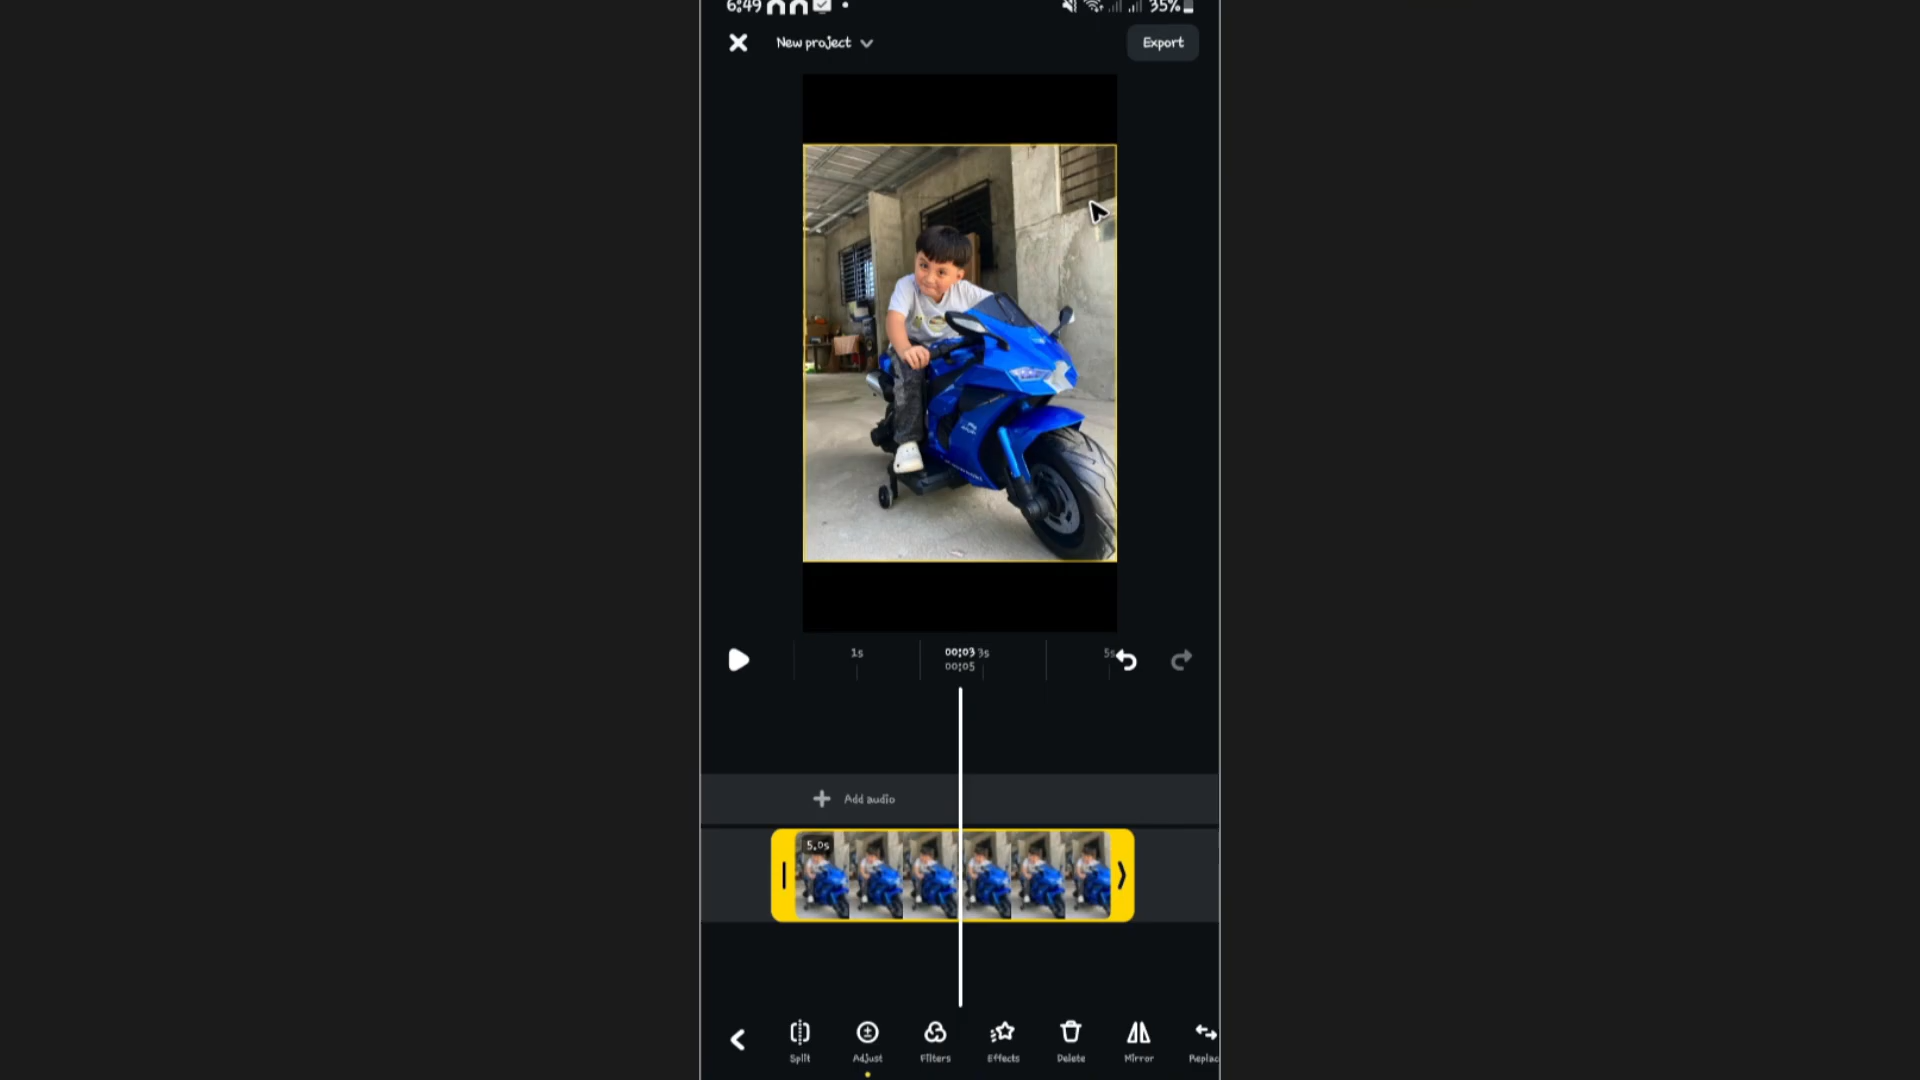 6:49 35%
New project Export
1s 00:03 3s 5s
00:05
Add audio
5.0s
Split Adjust Filters Effects Delete Mirror Replac